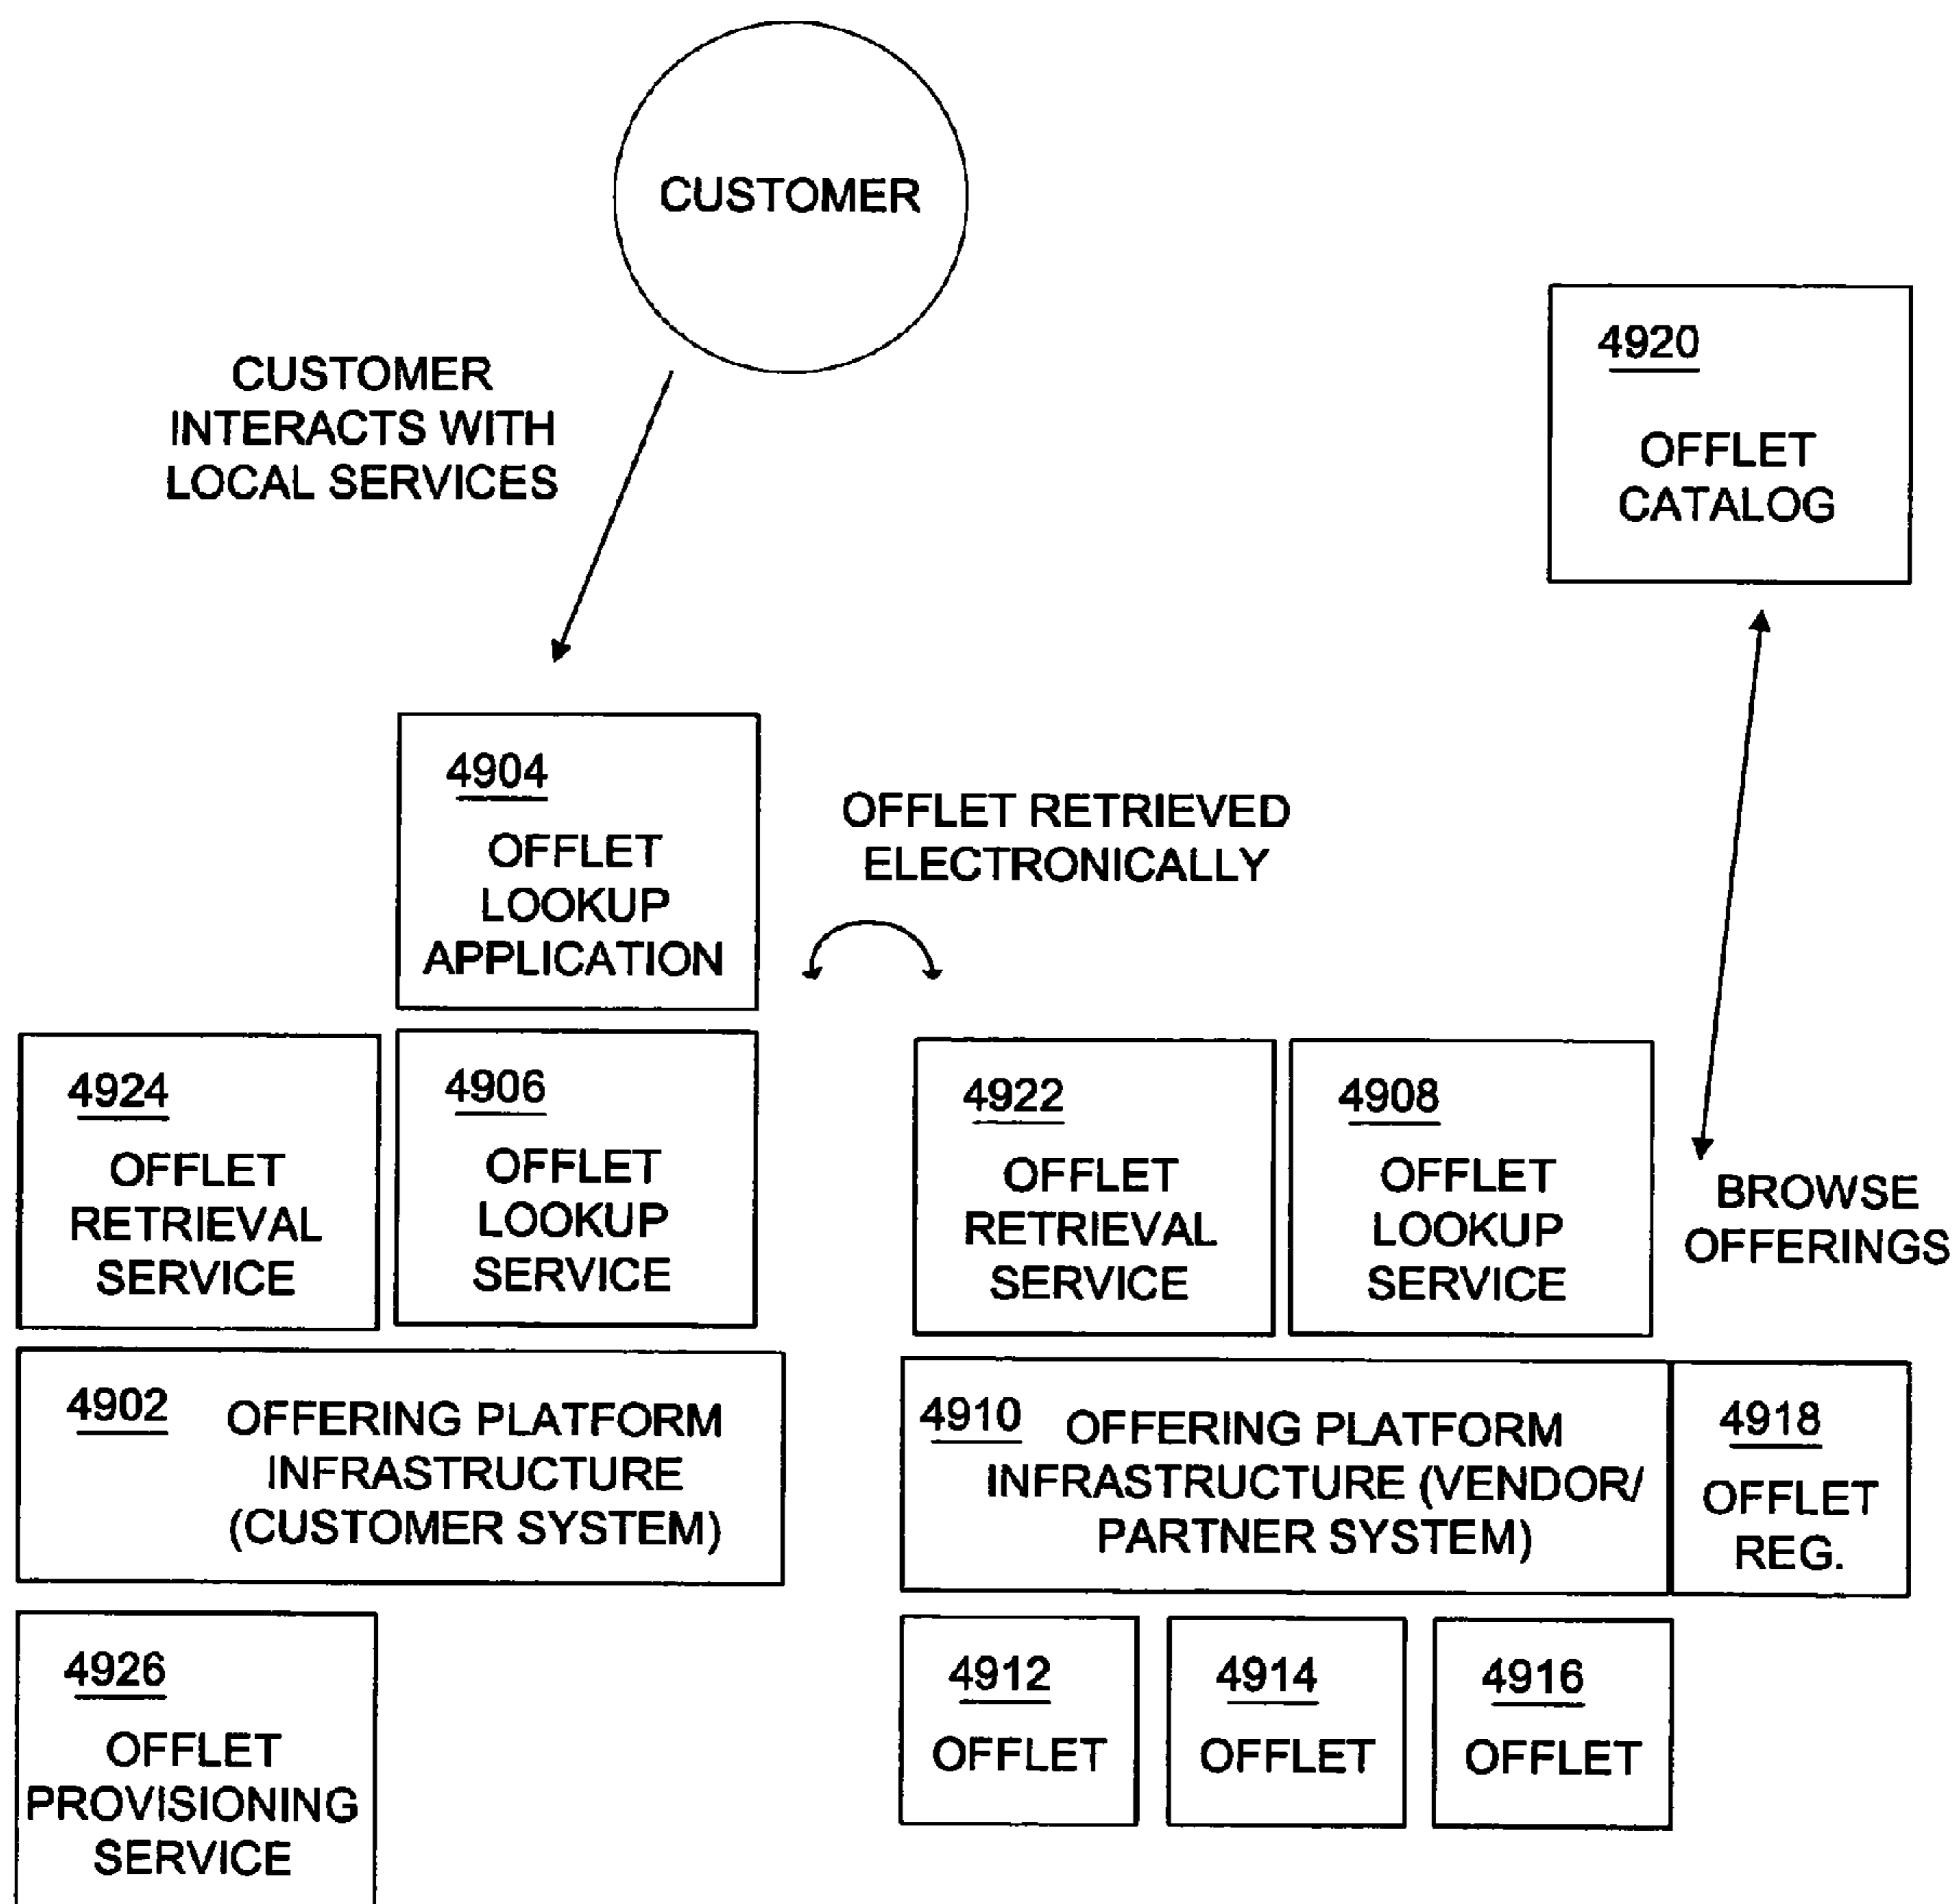 CUSTOMER
CUSTOMER
INTERACTS WITH
LOCAL SERVICES
4920
OFFLET
CATALOG
4904
OFFLET
LOOKUP
APPLICATION
OFFLET RETRIEVED
ELECTRONICALLY
4924
OFFLET
RETRIEVAL
SERVICE
4906
OFFLET
LOOKUP
SERVICE
4922
OFFLET
RETRIEVAL
SERVICE
4908
OFFLET
LOOKUP
SERVICE
BROWSE
OFFERINGS
4902
OFFERING PLATFORM
INFRASTRUCTURE
(CUSTOMER SYSTEM)
4910
OFFERING PLATFORM
INFRASTRUCTURE (VENDOR/
PARTNER SYSTEM)
4918
OFFLET
REG.
4926
OFFLET
PROVISIONING
SERVICE
4912
OFFLET
4914
OFFLET
4916
OFFLET